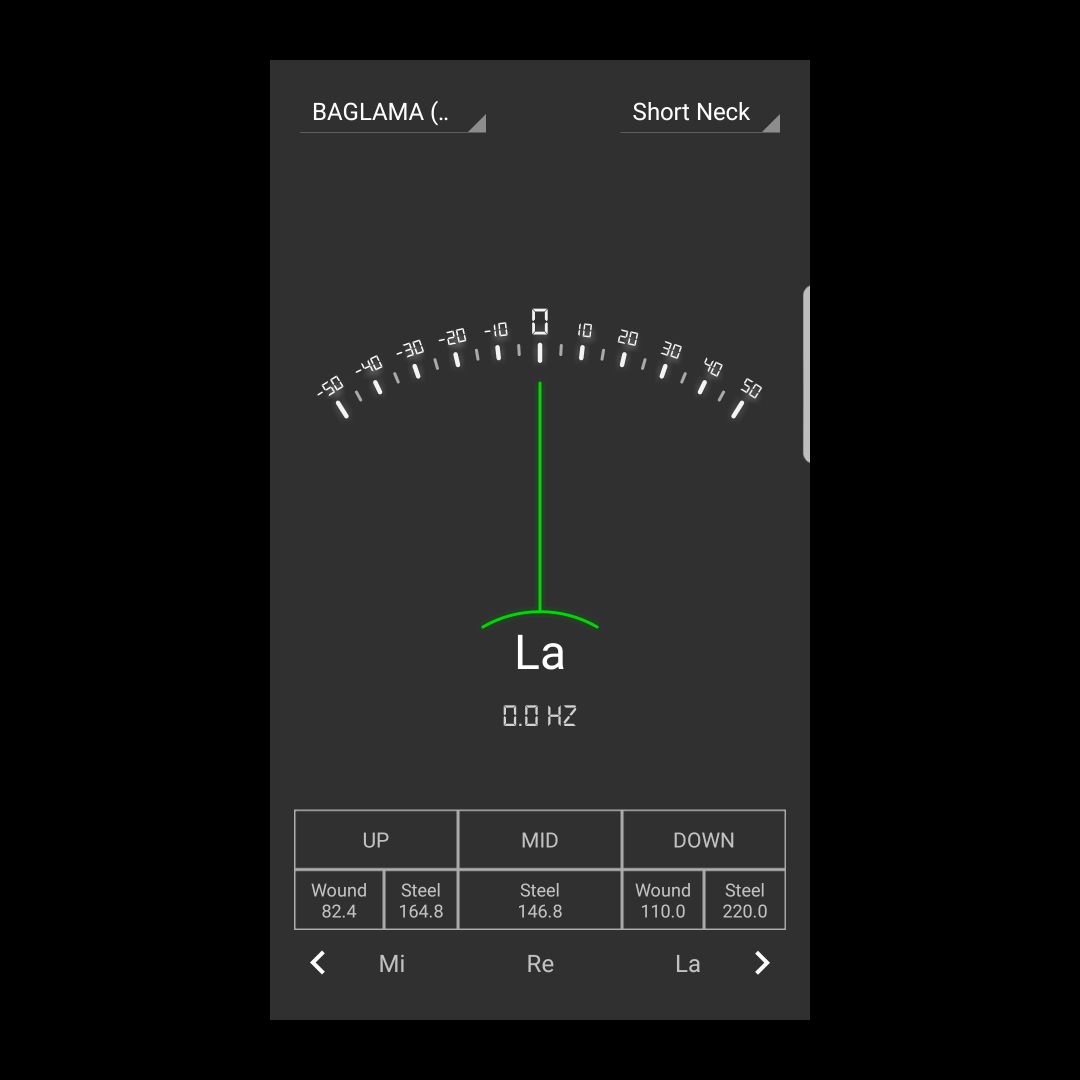 BAGLAMA (..
Short Neck
-50 -40 -30 -20 -10 0 10 20 30 40 50
La
0.0 HZ
UP MID DOWN
Wound Steel Steel Wound Steel
82.4 164.8 146.8 110.0 220.0
Mi Re La